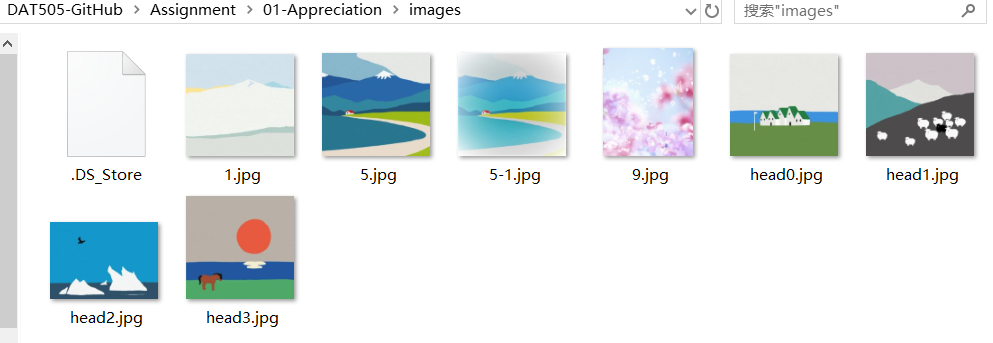 DAT505-GitHub > Assignment > 01-Appreciation > images
搜索"images"
.DS_Store
1.jpg
5.jpg
5-1.jpg
9.jpg
head0.jpg
head1.jpg
head2.jpg
head3.jpg